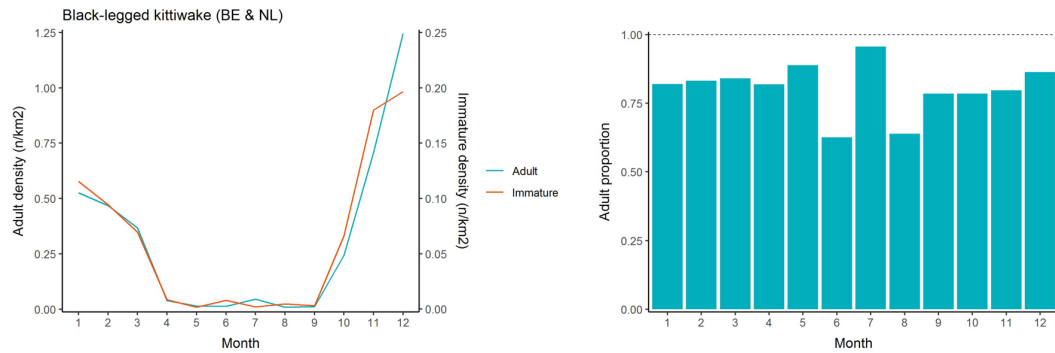 Black-legged kittiwake (BE & NL)
Adult density (n/km2)
1.25
1.00
0.75
0.50
0.25
0.00
1 2 3 4 5 6 7 8 9 10 11 12
Month
0.25
0.20
0.15
0.10
0.05
0.00
Immature density (n/km2)
Adult
Immature
Adult proportion
1.00
0.75
0.50
0.25
0.00
1 2 3 4 5 6 7 8 9 10 11 12
Month